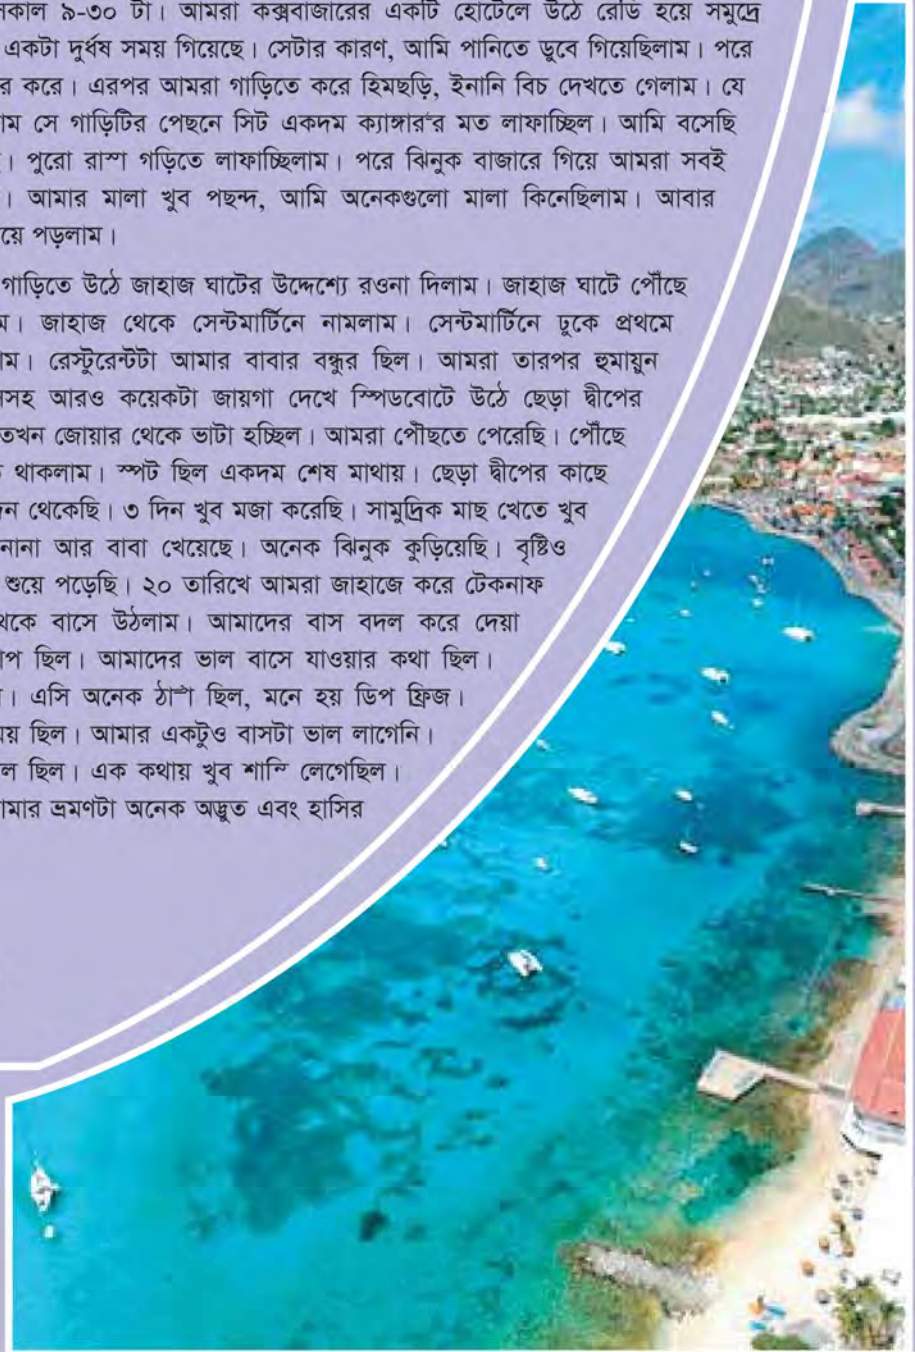 সকাল ৯-৩০ টা। আমরা কক্সবাজারের একটি হোটেলে উঠে রেডি হয়ে সমুদ্রে
একটা দুর্ধষ সময় গিয়েছে। সেটার কারণ, আমি পানিতে ডুবে গিয়েছিলাম। পরে
র করে। এরপর আমরা গাড়িতে করে হিমছড়ি, ইনানি বিচ দেখতে গেলাম। যে
াম সে গাড়িটির পেছনে সিট একদম ক্যাঙ্গার“র মত লাফাচ্ছিল। আমি বসেছি
। পুরো রাস্গ গড়িতে লাফাচ্ছিলাম। পরে ঝিনুক বাজারে গিয়ে আমরা সবই
। আমার মালা খুব পছন্দ, আমি অনেকগুলো মালা কিনেছিলাম। আবার
য়ে পড়লাম।
গাড়িতে উঠে জাহাজ ঘাটের উদ্দেশ্যে রওনা দিলাম। জাহাজ ঘাটে পৌঁছে
ম। জাহাজ থেকে সেন্টমার্টিনে নামলাম। সেন্টমার্টিনে ঢুকে প্রথমে
াম। রেস্টুরেন্টটা আমার বাবার বন্ধুর ছিল। আমরা তারপর হুমায়ুন
সহ আরও কয়েকটা জায়গা দেখে স্পিডবোটে উঠে ছেড়া দ্বীপের
তখন জোয়ার থেকে ভাটা হচ্ছিল। আমরা পৌঁছতে পেরেছি। পৌঁছে
থাকলাম। স্পট ছিল একদম শেষ মাথায়। ছেড়া দ্বীপের কাছে
ন থেকেছি। ৩ দিন খুব মজা করেছি। সামুদ্রিক মাছ খেতে খুব
নানা আর বাবা খেয়েছে। অনেক ঝিনুক কুড়িয়েছি। বৃষ্টিও
শুয়ে পড়েছি। ২০ তারিখে আমরা জাহাজে করে টেকনাফ
থেকে বাসে উঠলাম। আমাদের বাস বদল করে দেয়া
াপ ছিল। আমাদের ভাল বাসে যাওয়ার কথা ছিল।
। এসি অনেক ঠাণ্ ছিল, মনে হয় ডিপ ফ্রিজ।
ময় ছিল। আমার একটুও বাসটা ভাল লাগেনি।
ল ছিল। এক কথায় খুব শান্ি লেগেছিল।
আমার ভ্রমণটা অনেক অদ্ভুত এবং হাসির